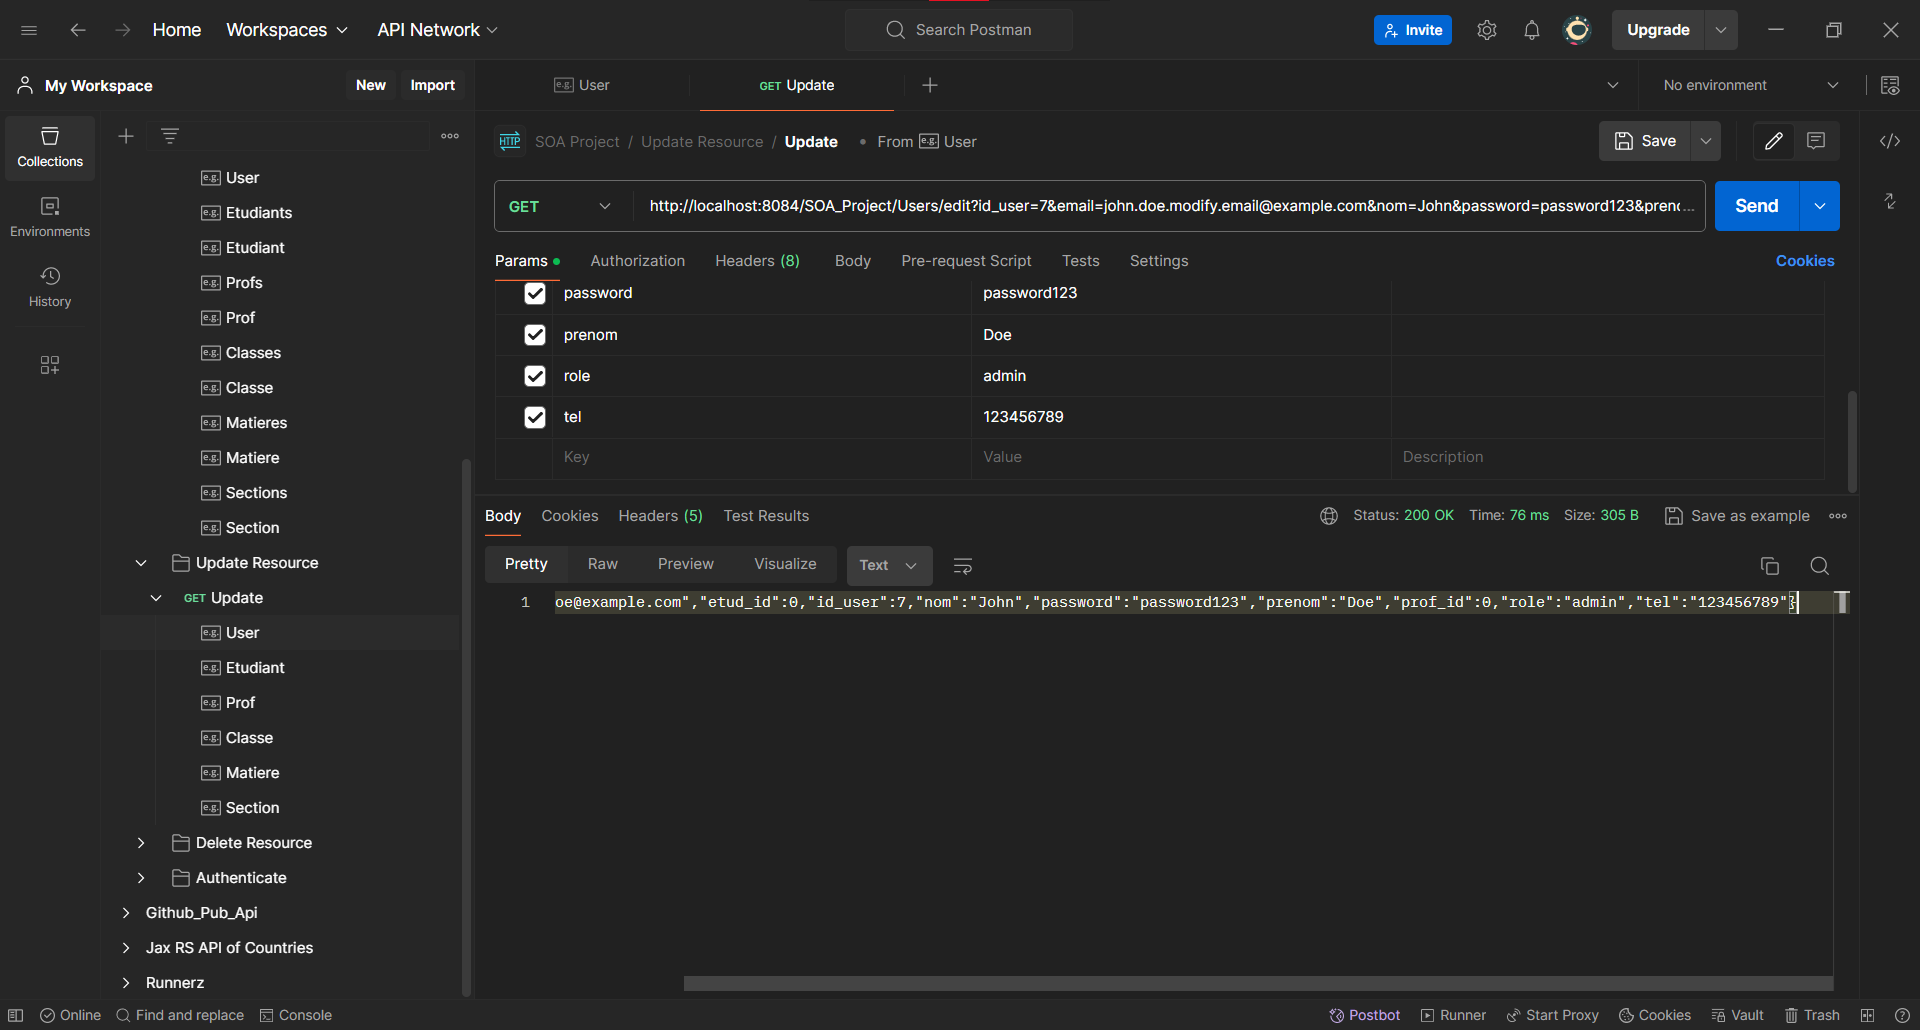 Home Workspaces API Network Search Postman Invite Upgrade
My Workspace New Import e.g. User GET Update No environment
Collections
Environments
History
e.g. User
e.g. Etudiants
e.g. Etudiant
e.g. Profs
e.g. Prof
e.g. Classes
e.g. Classe
e.g. Matieres
e.g. Matiere
e.g. Sections
e.g. Section
Update Resource
GET Update
e.g. User
e.g. Etudiant
e.g. Prof
e.g. Classe
e.g. Matiere
e.g. Section
Delete Resource
Authenticate
Github_Pub_Api
Jax RS API of Countries
Runnerz
HTTP SOA Project / Update Resource / Update • From e.g. User Save </>
GET http://localhost:8084/SOA_Project/Users/edit?id_user=7&email=john.doe.modify.email@example.com&nom=John&password=password123&pren... Send
Params Authorization Headers (8) Body Pre-request Script Tests Settings Cookies
password password123
prenom Doe
role admin
tel 123456789
Key Value Description
Body Cookies Headers (5) Test Results Status: 200 OK Time: 76 ms Size: 305 B Save as example
Pretty Raw Preview Visualize Text
1 oe@example.com","etud_id":0,"id_user":7,"nom":"John","password":"password123","prenom":"Doe","prof_id":0,"role":"admin","tel":"123456789"}
Online Find and replace Console Postbot Runner Start Proxy Cookies Vault Trash